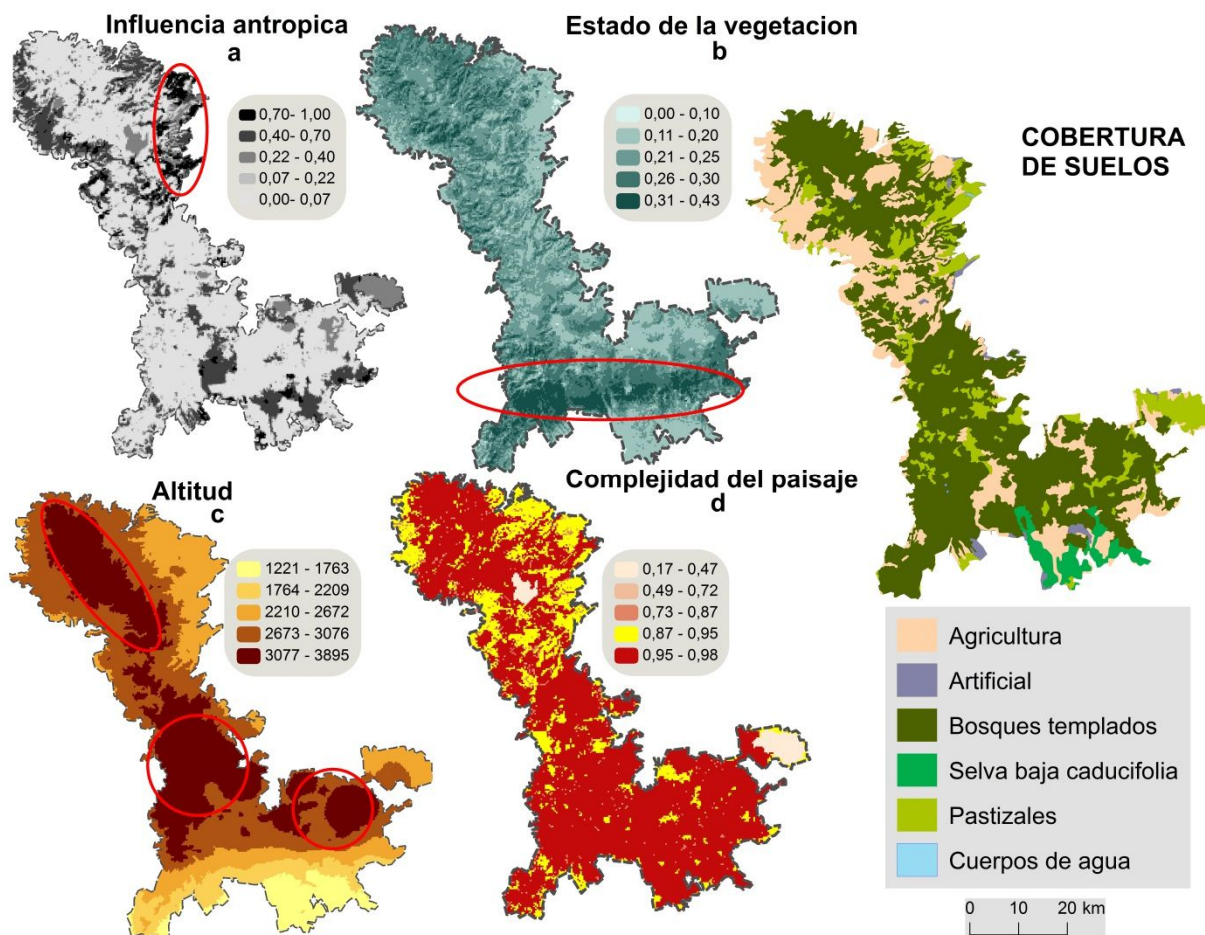 Influencia antropica
a
0,70- 1,00
0,40- 0,70
0,22 - 0,40
0,07 - 0,22
0,00- 0,07
Estado de la vegetacion
b
0,00 - 0,10
0,11 - 0,20
0,21 - 0,25
0,26 - 0,30
0,31 - 0,43
COBERTURA
DE SUELOS
Altitud
c
1221 - 1763
1764 - 2209
2210 - 2672
2673 - 3076
3077 - 3895
Complejidad del paisaje
d
0,17 - 0,47
0,49 - 0,72
0,73 - 0,87
0,87 - 0,95
0,95 - 0,98
Agricultura
Artificial
Bosques templados
Selva baja caducifolia
Pastizales
Cuerpos de agua
0 10 20 km